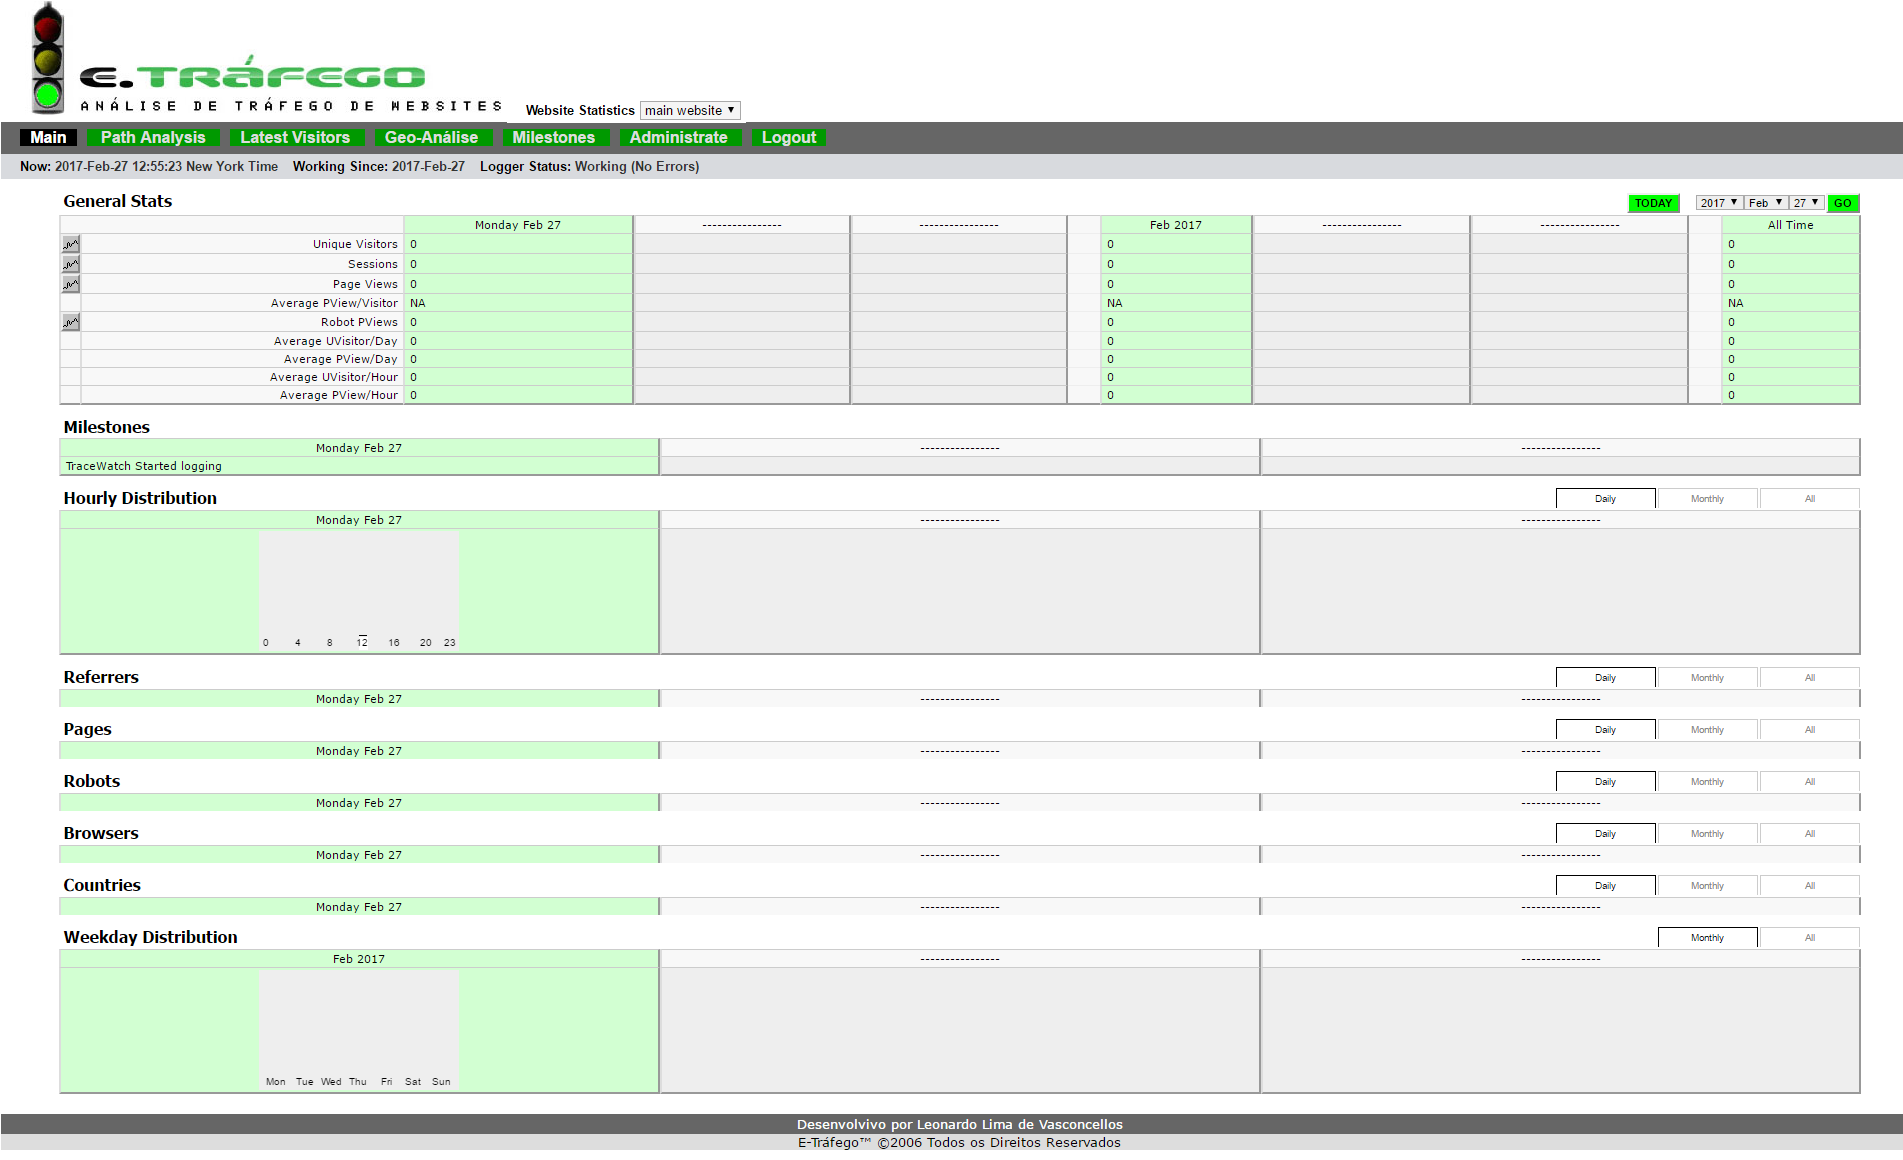 E.TRÁFEGO
ANÁLISE DE TRÁFEGO DE WEBSITES
Website Statistics main website ▼
Main Path Analysis Latest Visitors Geo-Análise Milestones Administrate Logout
Now: 2017-Feb-27 12:55:23 New York Time Working Since: 2017-Feb-27 Logger Status: Working (No Errors)
General Stats TODAY 2017 ▼ Feb ▼ 27 ▼ GO
Monday Feb 27 ---------------- ---------------- Feb 2017 ---------------- ---------------- All Time
Unique Visitors 0 0 0
Sessions 0 0 0
Page Views 0 0 0
Average PView/Visitor NA NA NA
Robot PViews 0 0 0
Average UVisitor/Day 0 0 0
Average PView/Day 0 0 0
Average UVisitor/Hour 0 0 0
Average PView/Hour 0 0 0
Milestones
Monday Feb 27 ---------------- ----------------
TraceWatch Started logging
Hourly Distribution Daily Monthly All
Monday Feb 27 ---------------- ----------------
0 4 8 12 16 20 23
Referrers Daily Monthly All
Monday Feb 27 ---------------- ----------------
Pages Daily Monthly All
Monday Feb 27 ---------------- ----------------
Robots Daily Monthly All
Monday Feb 27 ---------------- ----------------
Browsers Daily Monthly All
Monday Feb 27 ---------------- ----------------
Countries Daily Monthly All
Monday Feb 27 ---------------- ----------------
Weekday Distribution Monthly All
Feb 2017 ---------------- ----------------
Mon Tue Wed Thu Fri Sat Sun
Desenvolvivo por Leonardo Lima de Vasconcellos
E-Tráfego™ ©2006 Todos os Direitos Reservados